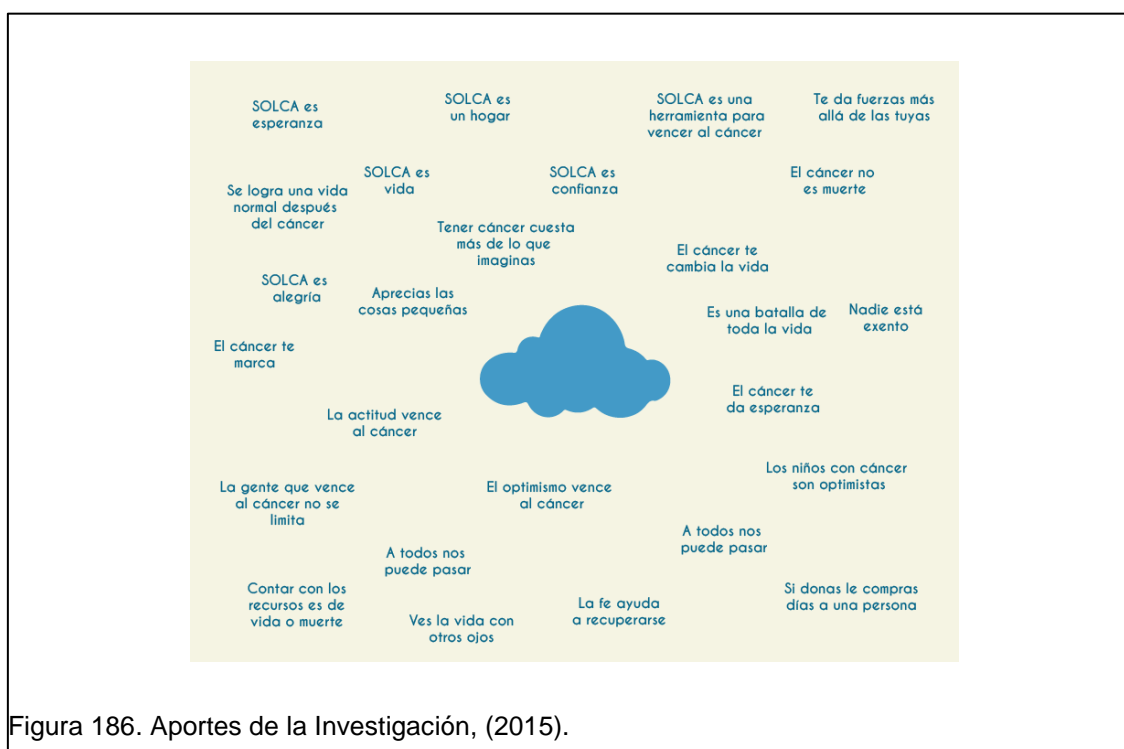 SOLCA es
esperanza
SOLCA es
un hogar
SOLCA es una
herramienta para
vencer al cáncer
Te da fuerzas más
allá de las tuyas
Se logra una vida
normal después
del cáncer
SOLCA es
vida
SOLCA es
confianza
El cáncer no
es muerte
Tener cáncer cuesta
más de lo que
imaginas
El cáncer te
cambia la vida
SOLCA es
alegría
Aprecias las
cosas pequeñas
Es una batalla de
toda la vida
Nadie está
exento
El cáncer te
marca
El cáncer te
da esperanza
La actitud vence
al cáncer
Los niños con cáncer
son optimistas
La gente que vence
al cáncer no se
limita
El optimismo vence
al cáncer
A todos nos
puede pasar
A todos nos
puede pasar
Contar con los
recursos es de
vida o muerte
Ves la vida con
otros ojos
La fe ayuda
a recuperarse
Si donas le compras
días a una persona
Figura 186. Aportes de la Investigación, (2015).